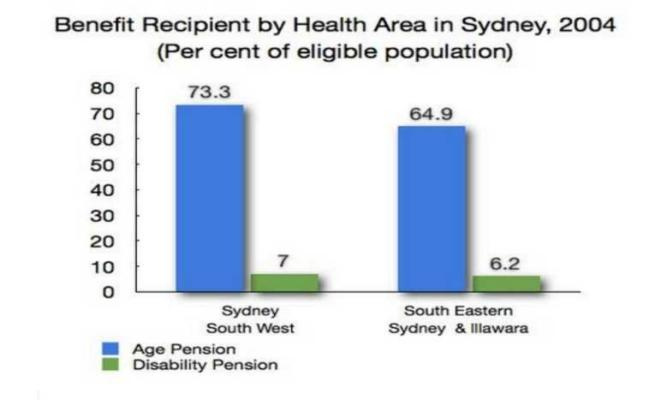 Benefit Recipient by Health Area in Sydney, 2004
(Per cent of eligible population)
80
70
60
50
40
30
20
10
0
73.3
7
64.9
6.2
Sydney
South West
South Eastern
Sydney & Illawara
Age Pension
Disability Pension